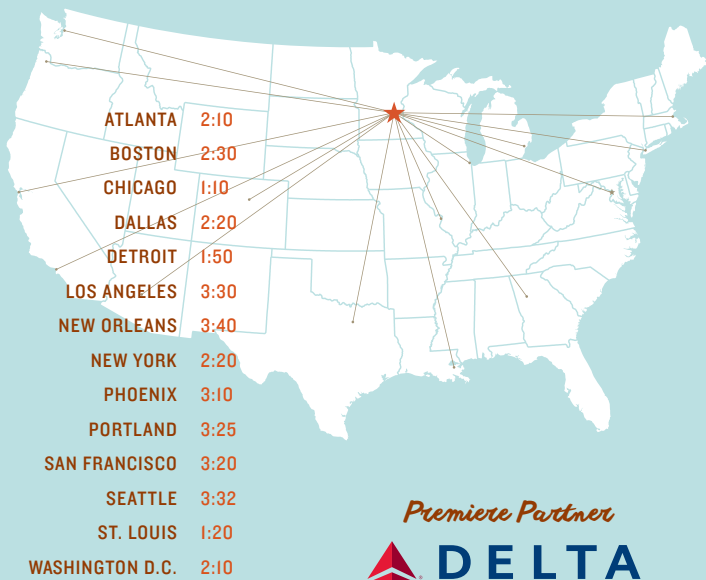 ATLANTA 2:10
BOSTON 2:30
CHICAGO 1:10
DALLAS 2:20
DETROIT 1:50
LOS ANGELES 3:30
NEW ORLEANS 3:40
NEW YORK 2:20
PHOENIX 3:10
PORTLAND 3:25
SAN FRANCISCO 3:20
SEATTLE 3:32
ST. LOUIS 1:20
WASHINGTON D.C. 2:10
Premiere Partner
DELTA